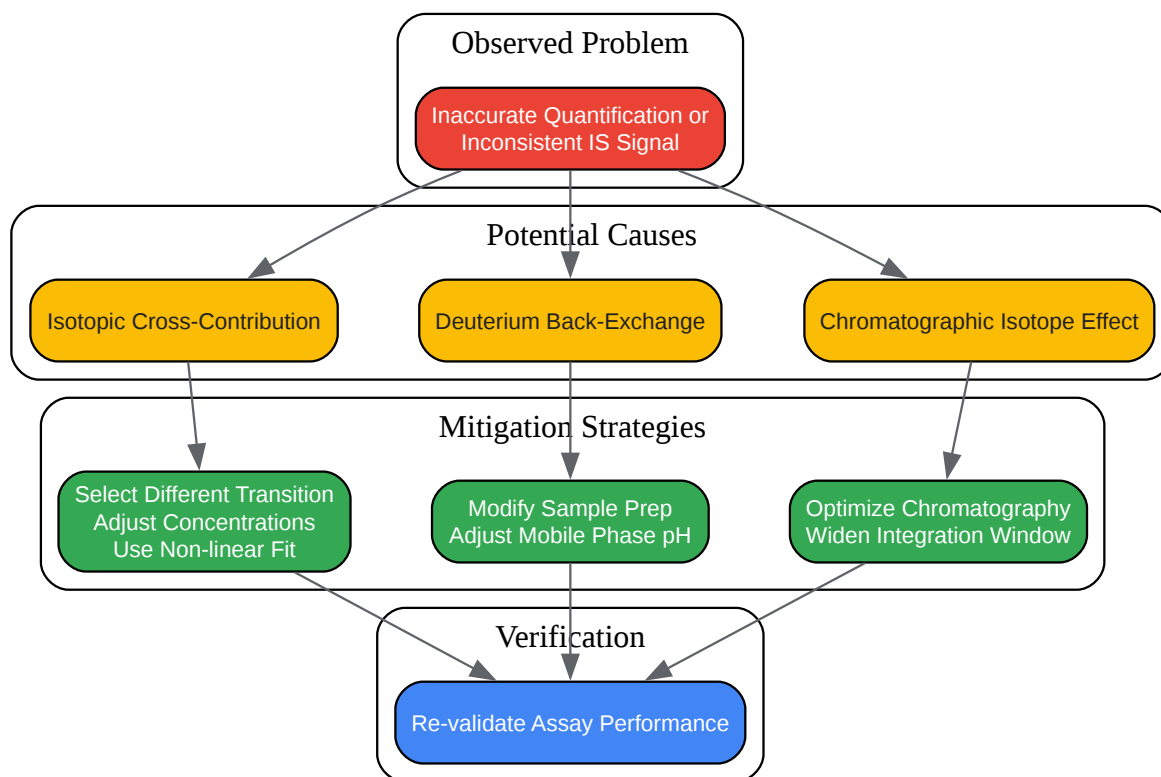 Observed Problem
Inaccurate Quantification or
Inconsistent IS Signal
Potential Causes
Isotopic Cross-Contribution
Deuterium Back-Exchange
Chromatographic Isotope Effect
Mitigation Strategies
Select Different Transition
Adjust Concentrations
Use Non-linear Fit
Modify Sample Prep
Adjust Mobile Phase pH
Optimize Chromatography
Widen Integration Window
Verification
Re-validate Assay Performance